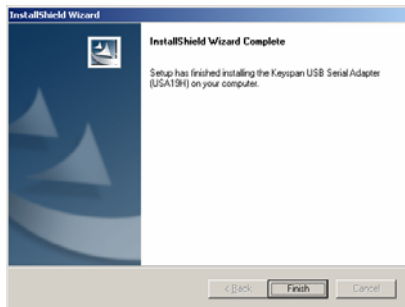 InstallShield Wizard
InstallShield Wizard Complete
Setup has finished installing the Keyspan USB Serial Adapter
(USA19H) on your computer.
< Back
Finish
Cancel